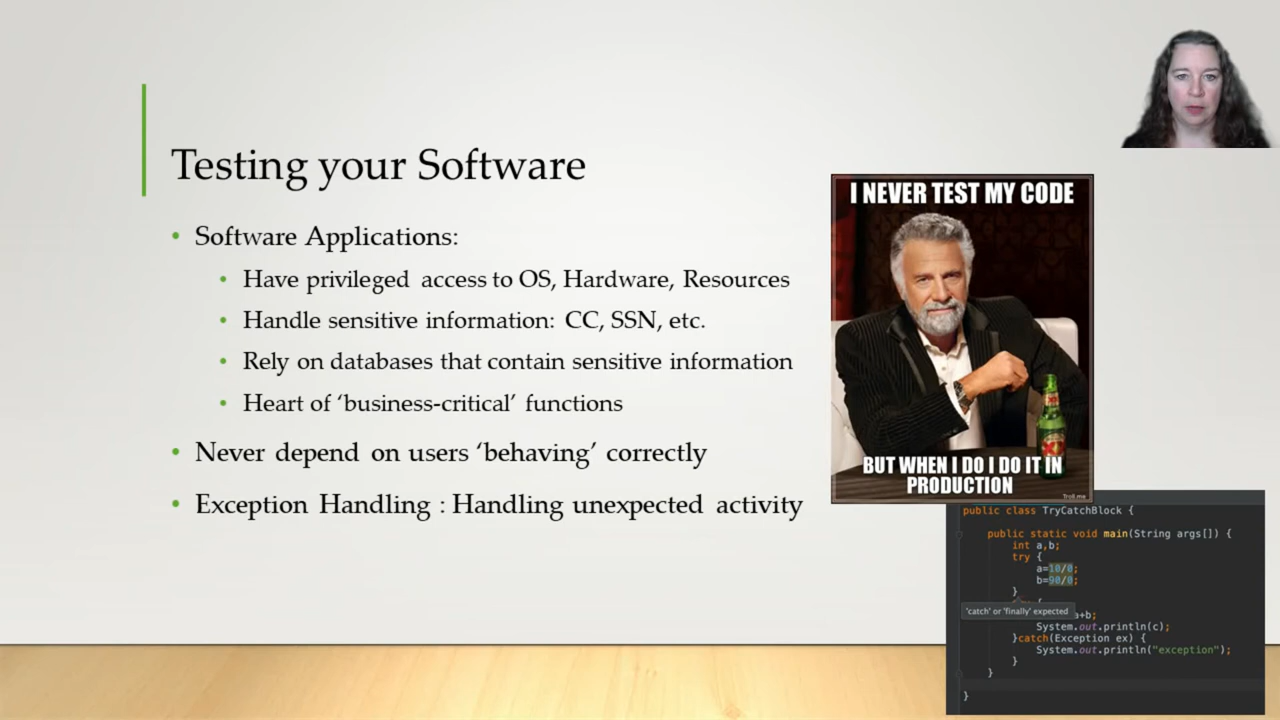 Testing your Software
• Software Applications:
• Have privileged access to OS, Hardware, Resources
• Handle sensitive information: CC, SSN, etc.
• Rely on databases that contain sensitive information
• Heart of ‘business-critical’ functions
• Never depend on users ‘behaving’ correctly
• Exception Handling : Handling unexpected activity
I NEVER TEST MY CODE
BUT WHEN I DO I DO IT IN
PRODUCTION
Troll.me
public class TryCatchBlock {
public static void main(String args[]) {
int a,b;
try {
a=10/0;
b=90/0;
}
{
'catch' or 'finally' expected
a+b;
System.out.println(c);
}catch(Exception ex) {
System.out.println("exception");
}
}
}